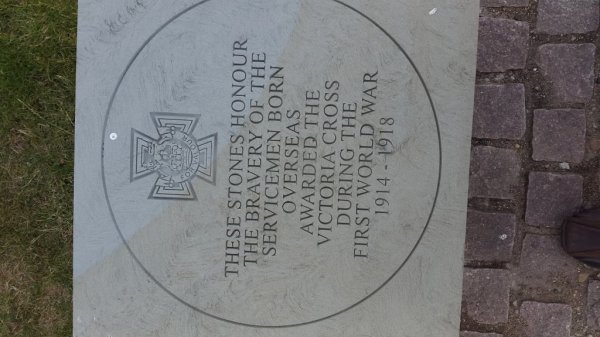 THESE STONES HONOUR
THE BRAVERY OF THE
SERVICEMEN BORN
OVERSEAS
AWARDED THE
VICTORIA CROSS
DURING THE
FIRST WORLD WAR
1914--1918